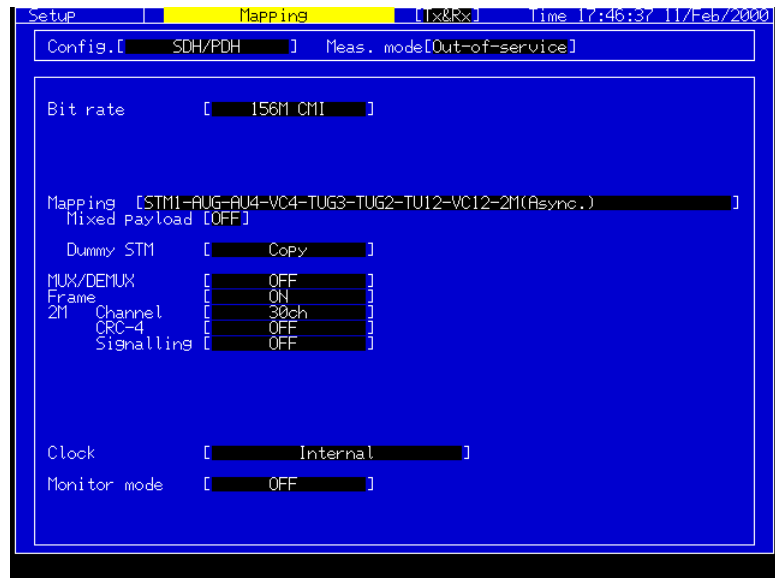 Setup Mapping [Tx&Rx] Time 17:46:37 11/Feb/2000
Config.[ SDH/PDH ] Meas. mode[Out-of-service]
Bit rate [ 156M CMI ]
Mapping [STM1-AUG-AU4-VC4-TUG3-TUG2-TU12-VC12-2M(Async.) ]
Mixed payload [OFF]
Dummy STM [ Copy ]
MUX/DEMUX [ OFF ]
Frame [ ON ]
2M Channel [ 30ch ]
CRC-4 [ OFF ]
Signalling [ OFF ]
Clock [ Internal ]
Monitor mode [ OFF ]